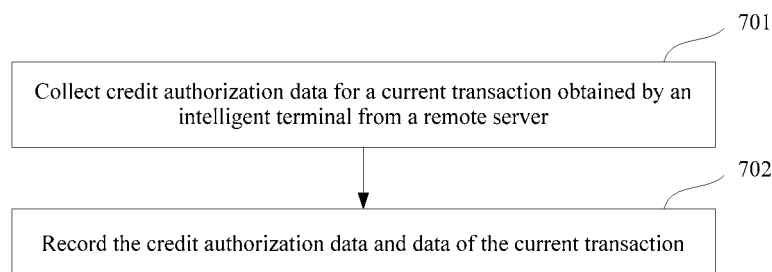 701
Collect credit authorization data for a current transaction obtained by an
intelligent terminal from a remote server
702
Record the credit authorization data and data of the current transaction